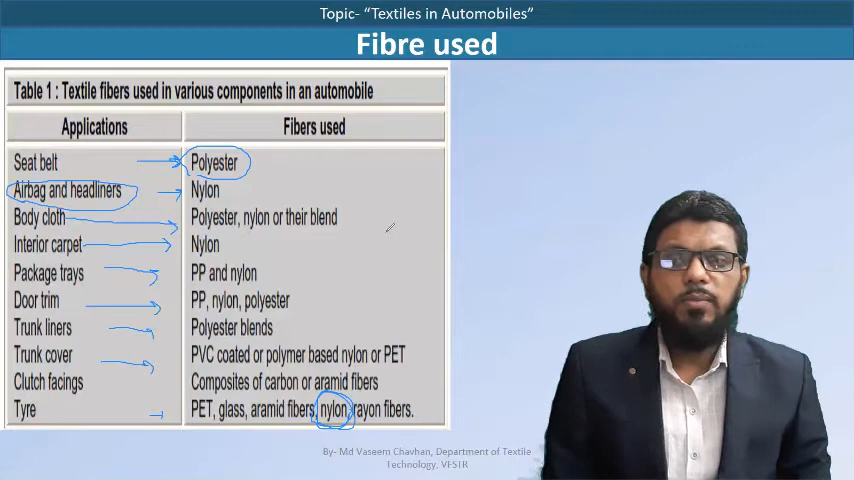 Topic- “Textiles in Automobiles”
Fibre used
Table 1 : Textile fibers used in various components in an automobile
Applications Fibers used
Seat belt Polyester
Airbag and headliners Nylon
Body cloth Polyester, nylon or their blend
Interior carpet Nylon
Package trays PP and nylon
Door trim PP, nylon, polyester
Trunk liners Polyester blends
Trunk cover PVC coated or polymer based nylon or PET
Clutch facings Composites of carbon or aramid fibers
Tyre PET, glass, aramid fibers, nylon, rayon fibers.
By- Md Vaseem Chavhan, Department of Textile
Technology, VFSTR